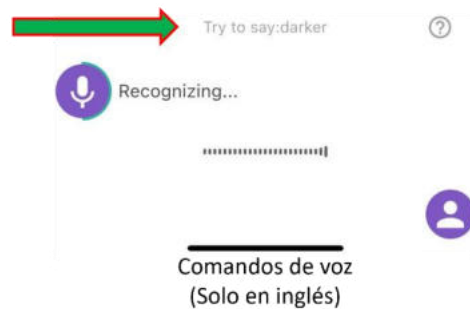 Try to say:darker
Recognizing...
Comandos de voz
(Solo en inglés)